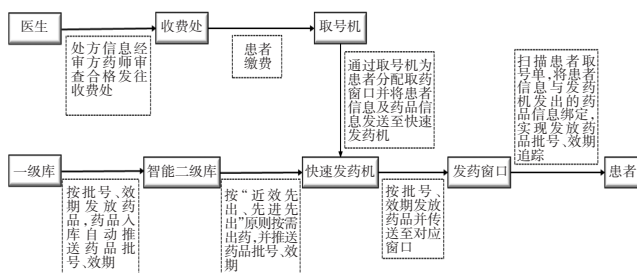 医生
收费处
取号机
处方信息经
审方药师审
查合格发往
收费处
患者
缴费
通过取号机为
患者分配取药
窗口并将患者
信息及药品信
息发送至快速
发药机
扫描患者取
号单,将患者
信息与发药
机发出的药
品信息绑定,
实现发放药
品批号、效期
追踪
一级库
智能二级库
快速发药机
发药窗口
患者
按批号、效
期发放药
品,药品入
库自动推
送药品批
号、效期
按“近效先
出、先进先
出”原则按需
出药,并推送
药品批号、效
期
按批号、
效期发放
药品并传
送至对应
窗口